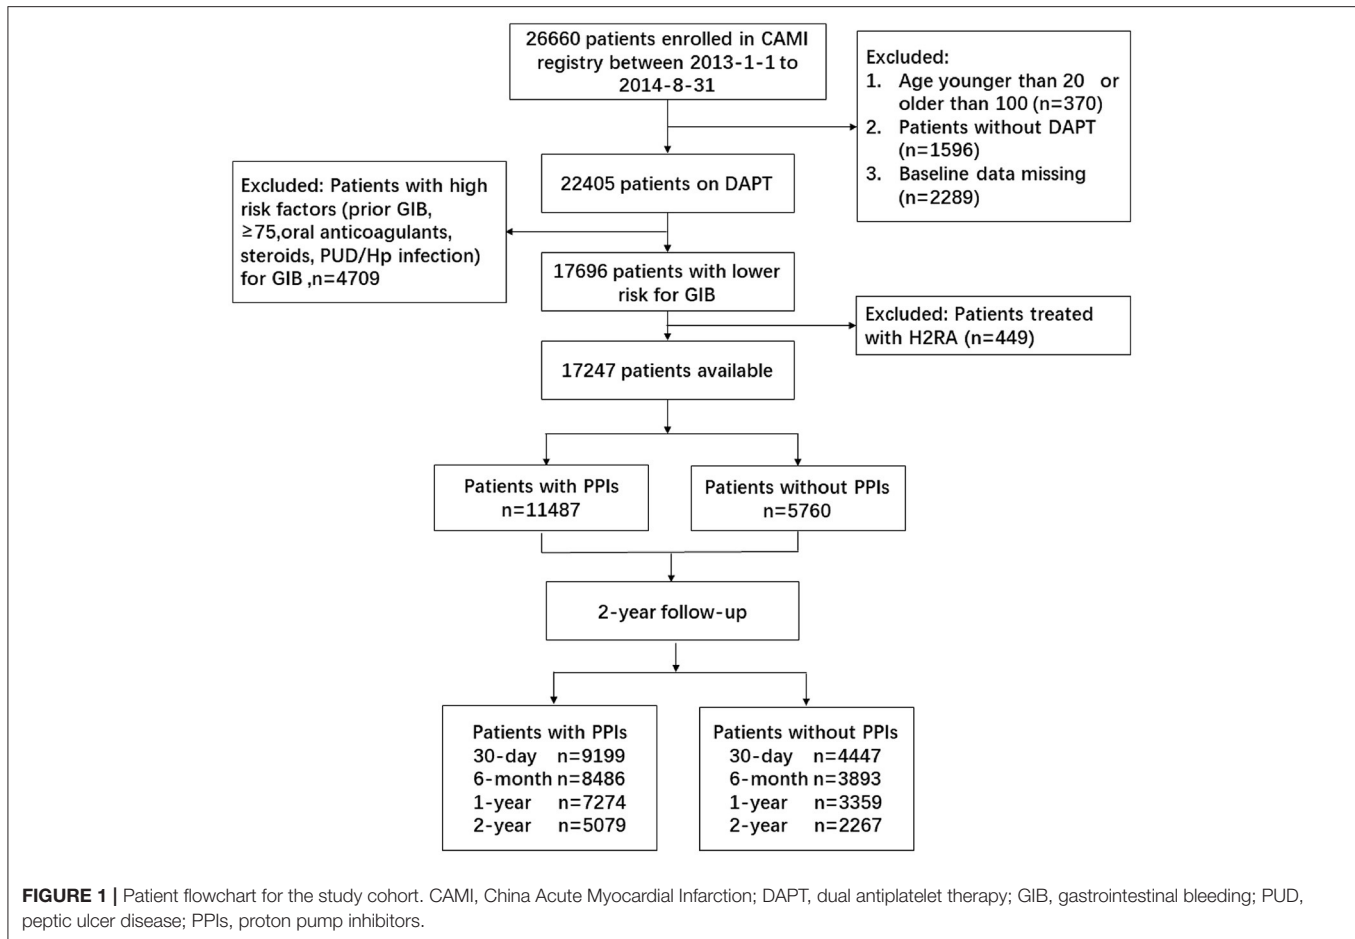 26660 patients enrolled in CAMI
registry between 2013-1-1 to
2014-8-31
Excluded:
1. Age younger than 20 or
older than 100 (n=370)
2. Patients without DAPT
(n=1596)
3. Baseline data missing
(n=2289)
22405 patients on DAPT
Excluded: Patients with high
risk factors (prior GIB,
≥75,oral anticoagulants,
steroids, PUD/Hp infection)
for GIB ,n=4709
17696 patients with lower
risk for GIB
Excluded: Patients treated
with H2RA (n=449)
17247 patients available
Patients with PPIs
n=11487
Patients without PPIs
n=5760
2-year follow-up
Patients with PPIs
30-day n=9199
6-month n=8486
1-year n=7274
2-year n=5079
Patients without PPIs
30-day n=4447
6-month n=3893
1-year n=3359
2-year n=2267
FIGURE 1 | Patient flowchart for the study cohort. CAMI, China Acute Myocardial Infarction; DAPT, dual antiplatelet therapy; GIB, gastrointestinal bleeding; PUD,
peptic ulcer disease; PPIs, proton pump inhibitors.